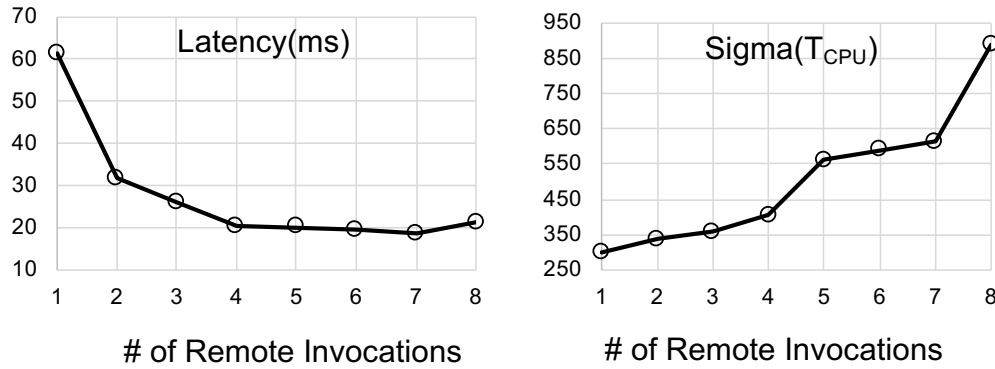 Latency(ms)
70
60
50
40
30
20
10
1 2 3 4 5 6 7 8
# of Remote Invocations
Sigma(T_CPU)
950
850
750
650
550
450
350
250
1 2 3 4 5 6 7 8
# of Remote Invocations